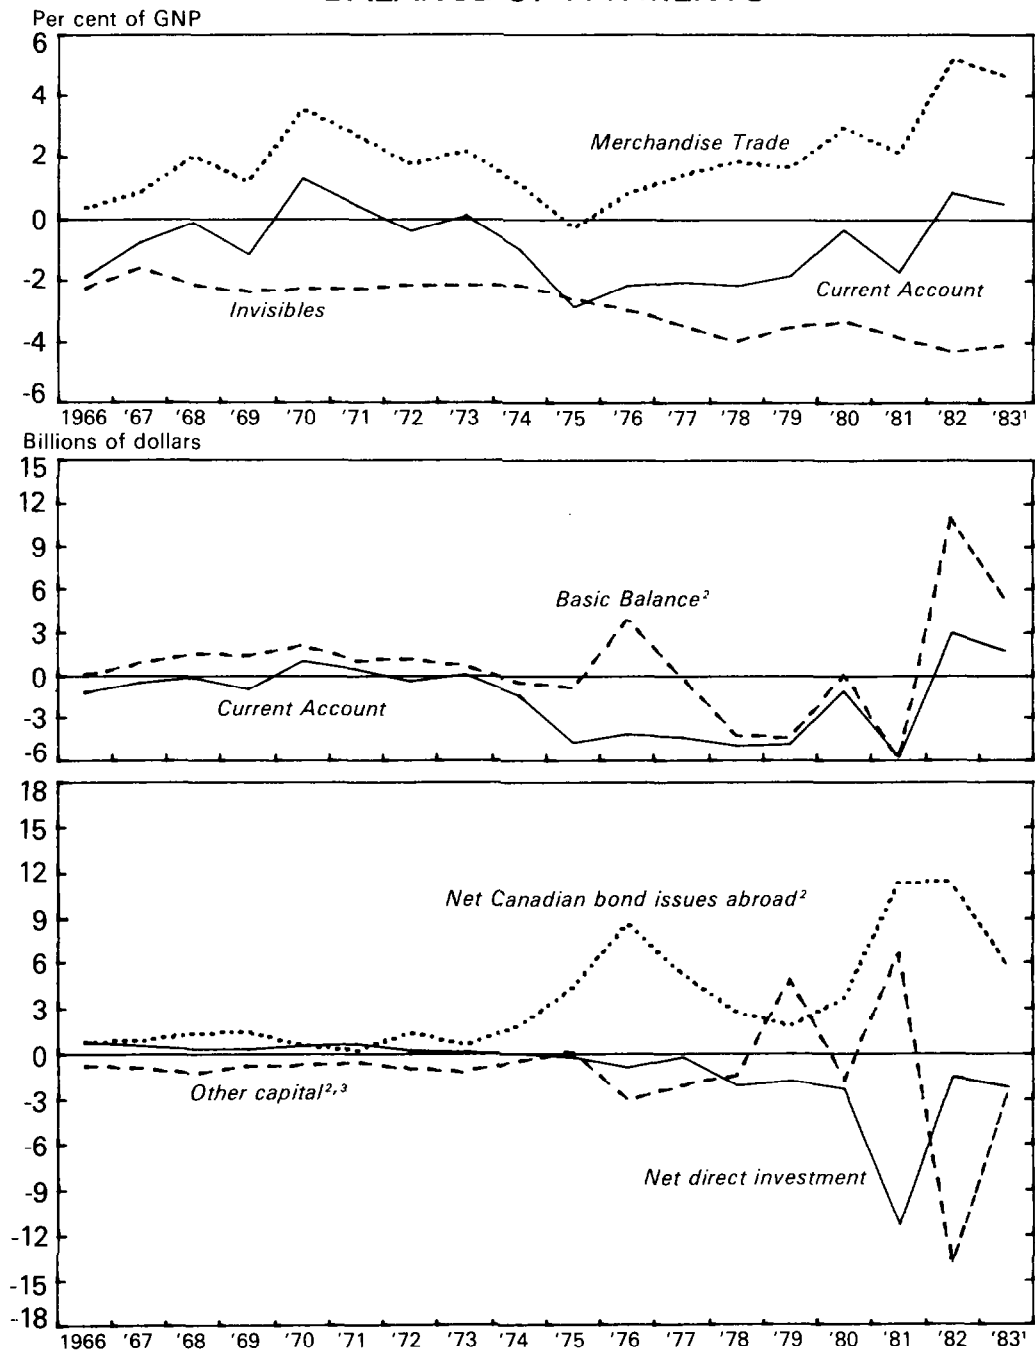 Per cent of GNP
6
4
Merchandise Trade
2
0
-2
Current Account
Invisibles
-4
-6
1966 '67 '68 '69 '70 '71 '72 '73 '74 '75 '76 '77 '78 '79 '80 '81 '82 '83¹
Billions of dollars
15
12
9
6
Basic Balance²
3
0
Current Account
-3
-6
18
15
12
Net Canadian bond issues abroad²
9
6
3
0
Other capital²,³
-3
-6
Net direct investment
-9
-12
-15
-18
1966 '67 '68 '69 '70 '71 '72 '73 '74 '75 '76 '77 '78 '79 '80 '81 '82 '83¹